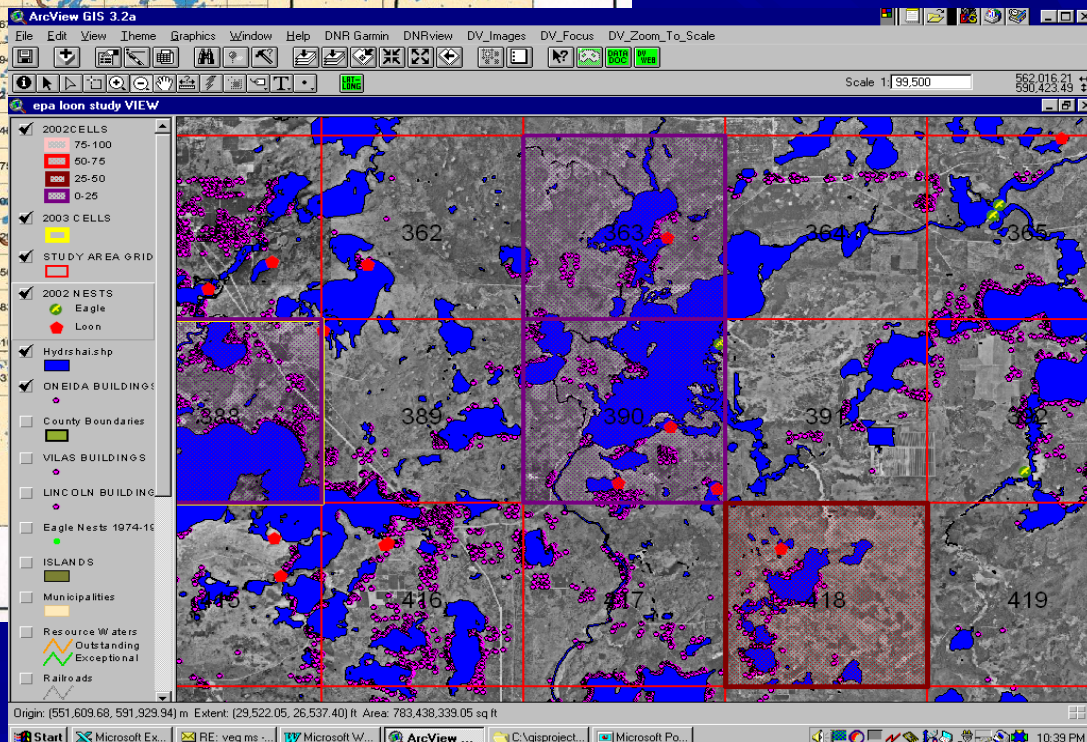 ArcView GIS 3.2a
File Edit View Theme Graphics Window Help DNR Garmin DNRview DV_Images DV_Focus DV_Zoom_To_Scale
DATA DOC DV WEB
LAT-LONG
Scale 1: 99,500
562,016.21
590,423.49
epa loon study VIEW
2002CELLS
75-100
50-75
25-50
0-25
2003 CELLS
STUDY AREA GRID
2002 NESTS
Eagle
Loon
Hydrshai.shp
ONEIDA BUILDINGS
County Boundaries
VILAS BUILDINGS
LINCOLN BUILDING
Eagle Nests 1974-19
ISLANDS
Municipalities
Resource Waters
Outstanding
Exceptional
Railroads
362 363 364 365
388 389 390 391 392
415 416 417 418 419
Origin: (551,609.68, 591,929.94) m Extent: (29,522.05, 26,537.40) ft Area: 783,438,339.05 sq ft
Start Microsoft Ex... RE: veg ms -... Microsoft W... ArcView ... C:\gisproject... Microsoft Po... 10:39 PM